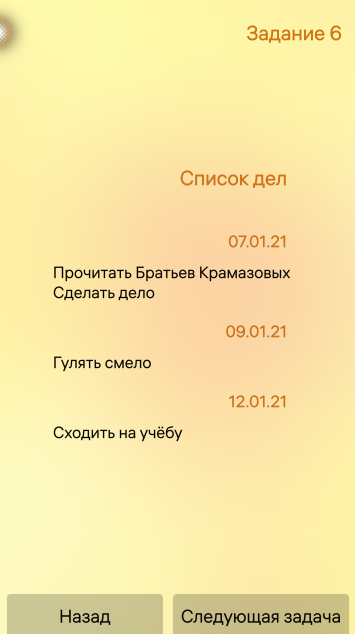 Задание 6
Список дел
07.01.21
Прочитать Братьев Крамазовых
Сделать дело
09.01.21
Гулять смело
12.01.21
Сходить на учёбу
Назад
Следующая задача